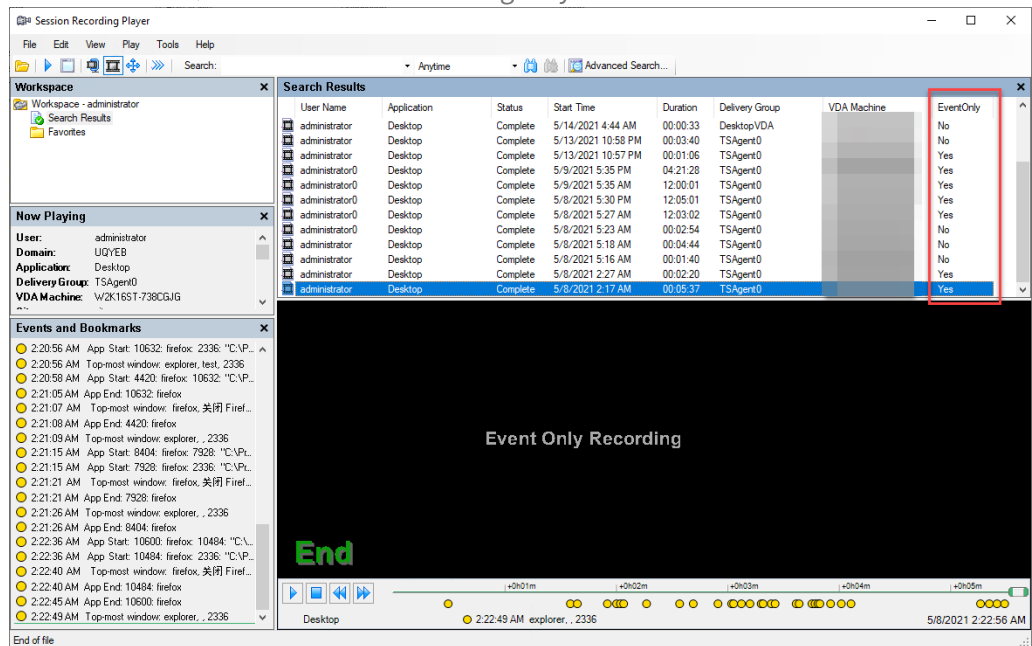 Session Recording Player
File Edit View Play Tools Help
Search: Anytime Advanced Search...
Workspace
Workspace - administrator
Search Results
Favorites
Search Results
User Name Application Status Start Time Duration Delivery Group VDA Machine EventOnly
administrator Desktop Complete 5/14/2021 4:44 AM 00:00:33 DesktopVDA No
administrator Desktop Complete 5/13/2021 10:58 PM 00:03:40 TSAgent0 No
administrator Desktop Complete 5/13/2021 10:57 PM 00:01:06 TSAgent0 Yes
administrator0 Desktop Complete 5/9/2021 5:35 PM 04:21:28 TSAgent0 Yes
administrator0 Desktop Complete 5/9/2021 5:35 AM 12:00:01 TSAgent0 Yes
administrator0 Desktop Complete 5/8/2021 5:30 PM 12:05:01 TSAgent0 Yes
administrator0 Desktop Complete 5/8/2021 5:27 AM 12:03:02 TSAgent0 Yes
administrator0 Desktop Complete 5/8/2021 5:23 AM 00:02:54 TSAgent0 No
administrator Desktop Complete 5/8/2021 5:18 AM 00:04:44 TSAgent0 No
administrator Desktop Complete 5/8/2021 5:16 AM 00:01:40 TSAgent0 No
administrator Desktop Complete 5/8/2021 2:27 AM 00:02:20 TSAgent0 Yes
administrator Desktop Complete 5/8/2021 2:17 AM 00:05:37 TSAgent0 Yes
Now Playing
User: administrator
Domain: UQYEB
Application: Desktop
Delivery Group: TSAgent0
VDA Machine: W2K16ST-738CGJG
Events and Bookmarks
2:20:56 AM App Start: 10632: firefox: 2336: "C:\P...
2:20:56 AM Top-most window: explorer, test, 2336
2:20:58 AM App Start: 4420: firefox: 10632: "C:\P...
2:21:05 AM App End: 10632: firefox
2:21:07 AM Top-most window: firefox, 关闭 Firef...
2:21:08 AM App End: 4420: firefox
2:21:09 AM Top-most window: explorer, , 2336
2:21:15 AM App Start: 8404: firefox: 7928: "C:\Pr...
2:21:15 AM App Start: 7928: firefox: 2336: "C:\Pr...
2:21:21 AM Top-most window: firefox, 关闭 Firef...
2:21:21 AM App End: 7928: firefox
2:21:26 AM Top-most window: explorer, , 2336
2:21:26 AM App End: 8404: firefox
2:22:36 AM App Start: 10600: firefox: 10484: "C:\...
2:22:36 AM App Start: 10484: firefox: 2336: "C:\P...
2:22:40 AM Top-most window: firefox, 关闭 Firef...
2:22:40 AM App End: 10484: firefox
2:22:45 AM App End: 10600: firefox
2:22:49 AM Top-most window: explorer, , 2336
Event Only Recording
End
+0h01m +0h02m +0h03m +0h04m +0h05m
Desktop 2:22:49 AM explorer, , 2336 5/8/2021 2:22:56 AM
End of file